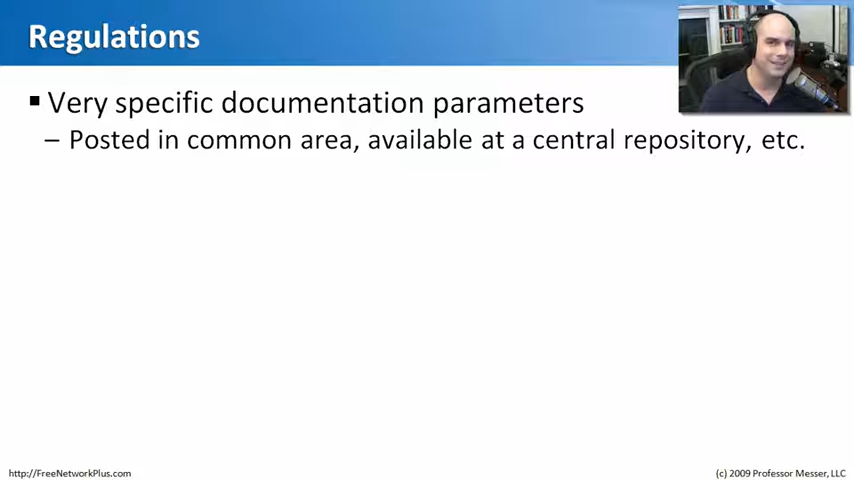 Regulations
▪ Very specific documentation parameters
– Posted in common area, available at a central repository, etc.
http://FreeNetworkPlus.com
(c) 2009 Professor Messer, LLC